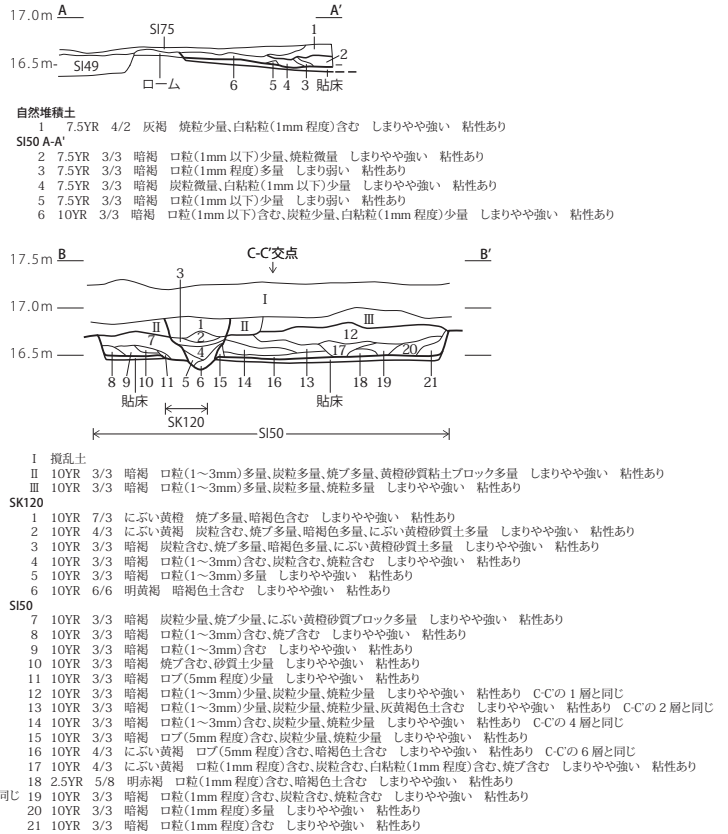 17.0m A A′
SI75 1
16.5m SI49 2
ローム 6 5 4 3 貼床
自然堆積土
1 7.5YR 4/2 灰褐 焼粒少量、白粘粒(1mm 程度)含む しまりやや強い 粘性あり
SI50 A-A'
2 7.5YR 3/3 暗褐 ロ粒(1mm 以下)少量、焼粒微量 しまりやや強い 粘性あり
3 7.5YR 3/3 暗褐 ロ粒(1mm 程度)多量 しまり弱い 粘性あり
4 7.5YR 3/3 暗褐 炭粒微量、白粘粒(1mm 以下)少量 しまりやや強い 粘性あり
5 7.5YR 3/3 暗褐 ロ粒(1mm 以下)少量 しまり弱い 粘性あり
6 10YR 3/3 暗褐 ロ粒(1mm 以下)含む、炭粒少量、白粘粒(1mm 程度)少量 しまりやや強い 粘性あり
17.5m B C-C′交点 B′
3
17.0m I
II 1 II III
2 12
7 4 17 20
16.5m
8 9 10 11 5 6 15 14 16 13 18 19 21
貼床 貼床
SK120
SI50
I 撹乱土
II 10YR 3/3 暗褐 ロ粒(1～3mm)多量、炭粒多量、焼ブ多量、黄橙砂質粘土ブロック多量 しまりやや強い 粘性あり
III 10YR 3/3 暗褐 ロ粒(1～3mm)多量、炭粒多量、焼粒多量 しまりやや強い 粘性あり
SK120
1 10YR 7/3 にぶい黄橙 焼ブ多量、暗褐色含む しまりやや強い 粘性あり
2 10YR 4/3 にぶい黄褐 炭粒含む、焼ブ多量、暗褐色多量、にぶい黄橙砂質土多量 しまりやや強い 粘性あり
3 10YR 3/3 暗褐 炭粒含む、焼ブ多量、暗褐色多量、にぶい黄橙砂質土多量 しまりやや強い 粘性あり
4 10YR 3/3 暗褐 ロ粒(1～3mm)含む、炭粒含む、焼粒含む しまりやや強い 粘性あり
5 10YR 3/3 暗褐 ロ粒(1～3mm)多量 しまりやや強い 粘性あり
6 10YR 6/6 明黄褐 暗褐色土含む しまりやや強い 粘性あり
SI50
7 10YR 3/3 暗褐 炭粒少量、焼ブ少量、にぶい黄橙砂質ブロック多量 しまりやや強い 粘性あり
8 10YR 3/3 暗褐 ロ粒(1～3mm)含む、焼ブ含む しまりやや強い 粘性あり
9 10YR 3/3 暗褐 ロ粒(1～3mm)含む しまりやや強い 粘性あり
10 10YR 3/3 暗褐 焼ブ含む、砂質土少量 しまりやや強い 粘性あり
11 10YR 3/3 暗褐 ロブ(5mm 程度)少量 しまりやや強い 粘性あり
12 10YR 3/3 暗褐 ロ粒(1～3mm)少量、炭粒少量、焼粒少量 しまりやや強い 粘性あり C-C'の 1 層と同じ
13 10YR 3/3 暗褐 ロ粒(1～3mm)少量、炭粒少量、焼粒少量、灰黄褐色土含む しまりやや強い 粘性あり C-C'の 2 層と同じ
14 10YR 3/3 暗褐 ロ粒(1～3mm)含む、炭粒少量、焼粒少量 しまりやや強い 粘性あり C-C'の 4 層と同じ
15 10YR 3/3 暗褐 ロブ(5mm 程度)含む、炭粒少量、焼粒少量 しまりやや強い 粘性あり
16 10YR 4/3 にぶい黄褐 ロブ(5mm 程度)含む、暗褐色土含む しまりやや強い 粘性あり C-C'の 6 層と同じ
17 10YR 4/3 にぶい黄褐 ロ粒(1mm 程度)含む、炭粒含む、白粘粒(1mm 程度)含む、焼ブ含む しまりやや強い 粘性あり
18 2.5YR 5/8 明赤褐 ロ粒(1mm 程度)含む、暗褐色土含む しまりやや強い 粘性あり
同じ 19 10YR 3/3 暗褐 ロ粒(1mm 程度)含む、炭粒含む、焼粒含む しまりやや強い 粘性あり
20 10YR 3/3 暗褐 ロ粒(1mm 程度)多量 しまりやや強い 粘性あり
21 10YR 3/3 暗褐 ロ粒(1mm 程度)含む しまりやや強い 粘性あり